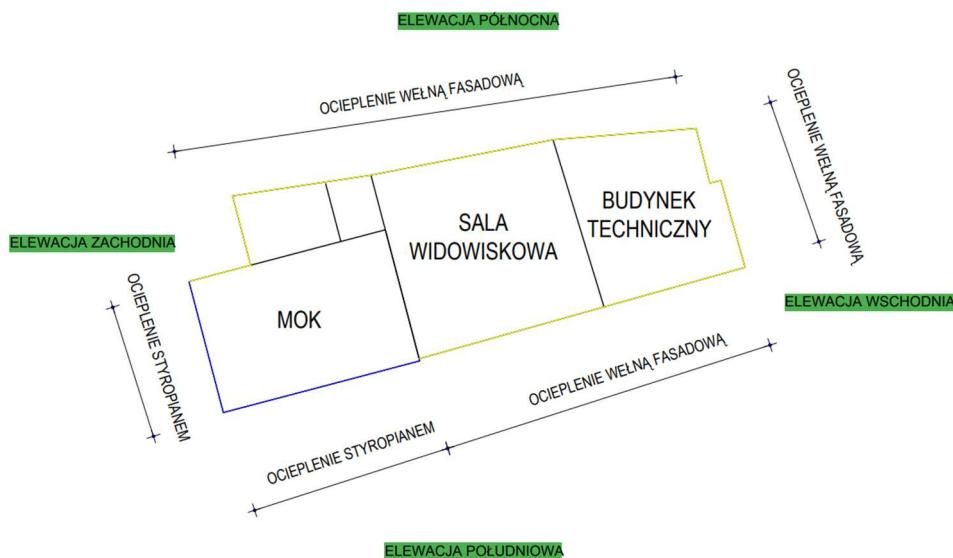 ELEWACJA PÓŁNOCNA
OCIEPLENIE WEŁNĄ FASADOWĄ
OCIEPLENIE WEŁNĄ FASADOWĄ
BUDYNEK
TECHNICZNY
SALA
WIDOWISKOWA
ELEWACJA ZACHODNIA
ELEWACJA WSCHODNIA
MOK
OCIEPLENIE STYROPIANEM
OCIEPLENIE WEŁNĄ FASADOWĄ
OCIEPLENIE STYROPIANEM
ELEWACJA POŁUDNIOWA